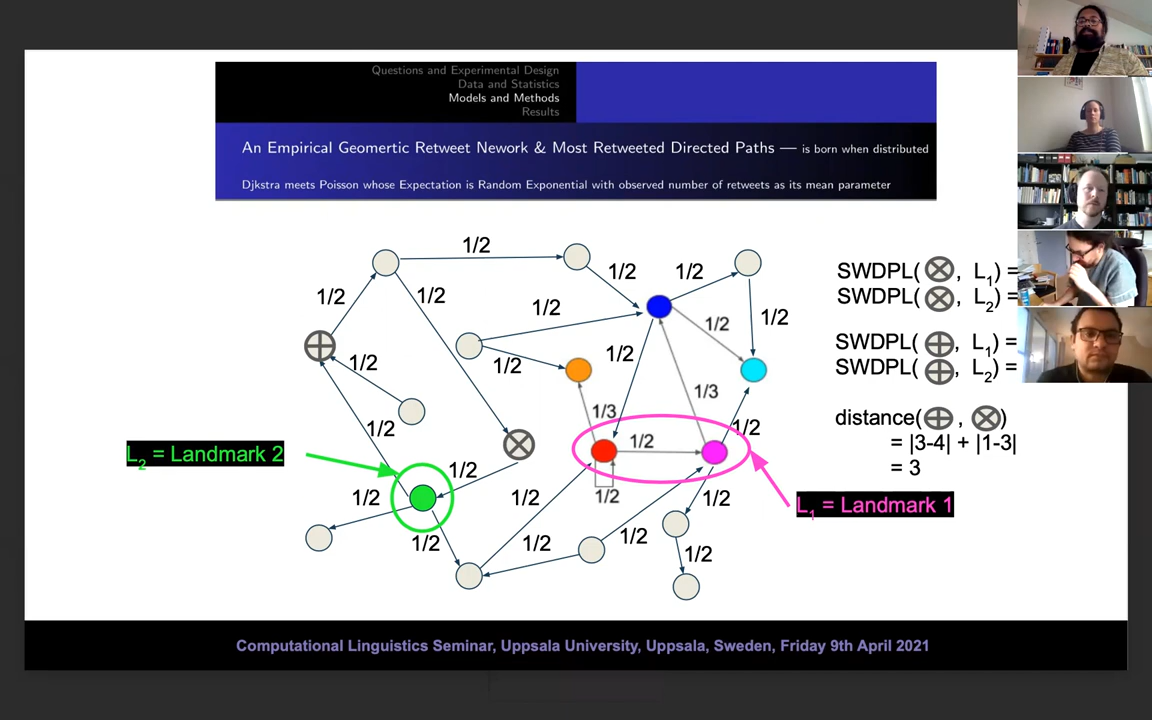 Questions and Experimental Design
Data and Statistics
Models and Methods
Results
An Empirical Geomertic Retweet Nework & Most Retweeted Directed Paths — is born when distributed
Djkstra meets Poisson whose Expectation is Random Exponential with observed number of retweets as its mean parameter
1/2
1/2
1/2
1/2
1/2
1/2
1/2
1/2
1/2
1/2
1/2
1/2
1/3
1/3
1/2
1/2
1/2
1/2
1/2
1/2
1/2
1/2
1/2
1/2
1/2
1/2
L2 = Landmark 2
L1 = Landmark 1
SWDPL(⊗, L1) =
SWDPL(⊗, L2) =
SWDPL(⊕, L1) =
SWDPL(⊕, L2) =
distance(⊕, ⊗)
= |3-4| + |1-3|
= 3
Computational Linguistics Seminar, Uppsala University, Uppsala, Sweden, Friday 9th April 2021